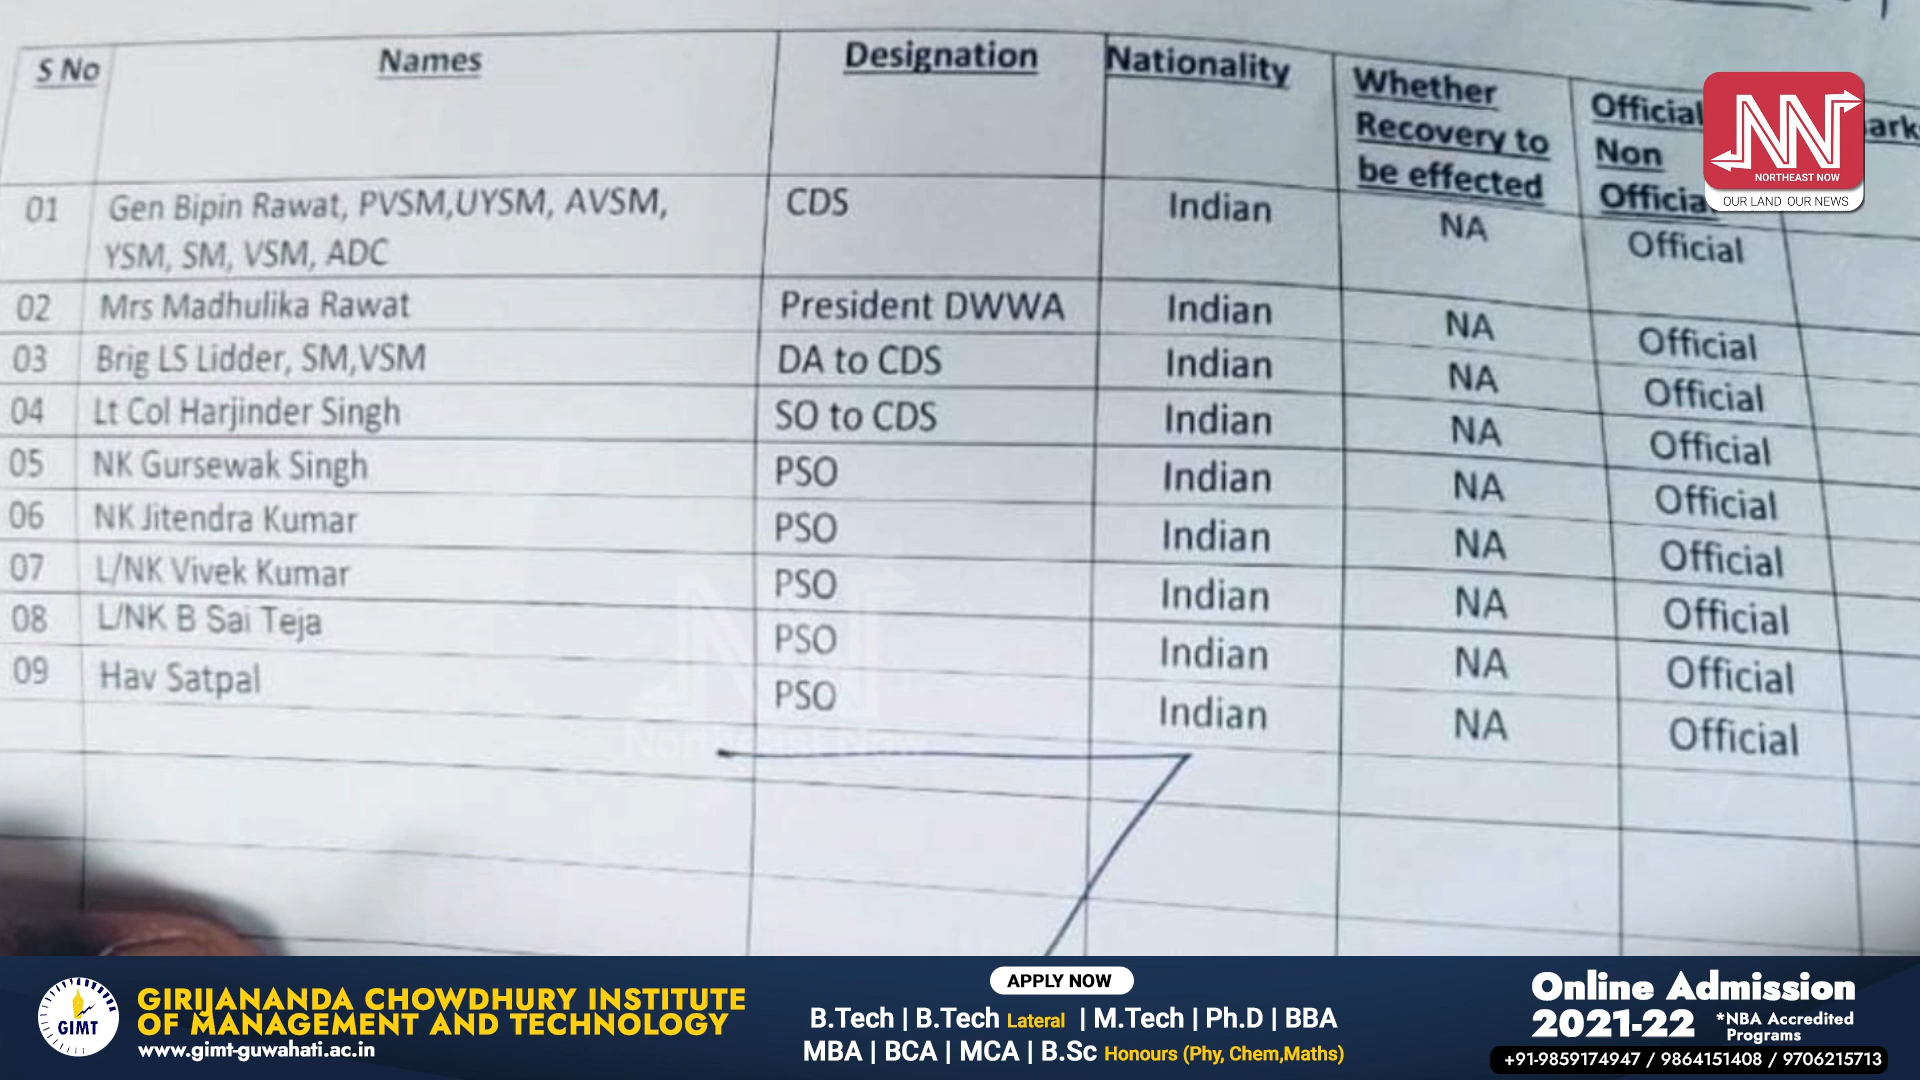 S No Names Designation Nationality Whether Recovery to be effected Official Non Official
01 Gen Bipin Rawat, PVSM,UYSM, AVSM, YSM, SM, VSM, ADC CDS Indian NA Official
02 Mrs Madhulika Rawat President DWWA Indian NA Official
03 Brig LS Lidder, SM,VSM DA to CDS Indian NA Official
04 Lt Col Harjinder Singh SO to CDS Indian NA Official
05 NK Gursewak Singh PSO Indian NA Official
06 NK Jitendra Kumar PSO Indian NA Official
07 L/NK Vivek Kumar PSO Indian NA Official
08 L/NK B Sai Teja PSO Indian NA Official
09 Hav Satpal PSO Indian NA Official
NN
NORTHEAST NOW
OUR LAND OUR NEWS
Northeast Now
GIMT
GIRIJANANDA CHOWDHURY INSTITUTE
OF MANAGEMENT AND TECHNOLOGY
www.gimt-guwahati.ac.in
APPLY NOW
B.Tech | B.Tech Lateral | M.Tech | Ph.D | BBA
MBA | BCA | MCA | B.Sc Honours (Phy, Chem,Maths)
Online Admission
2021-22 *NBA Accredited
Programs
+91-9859174947 / 9864151408 / 9706215713